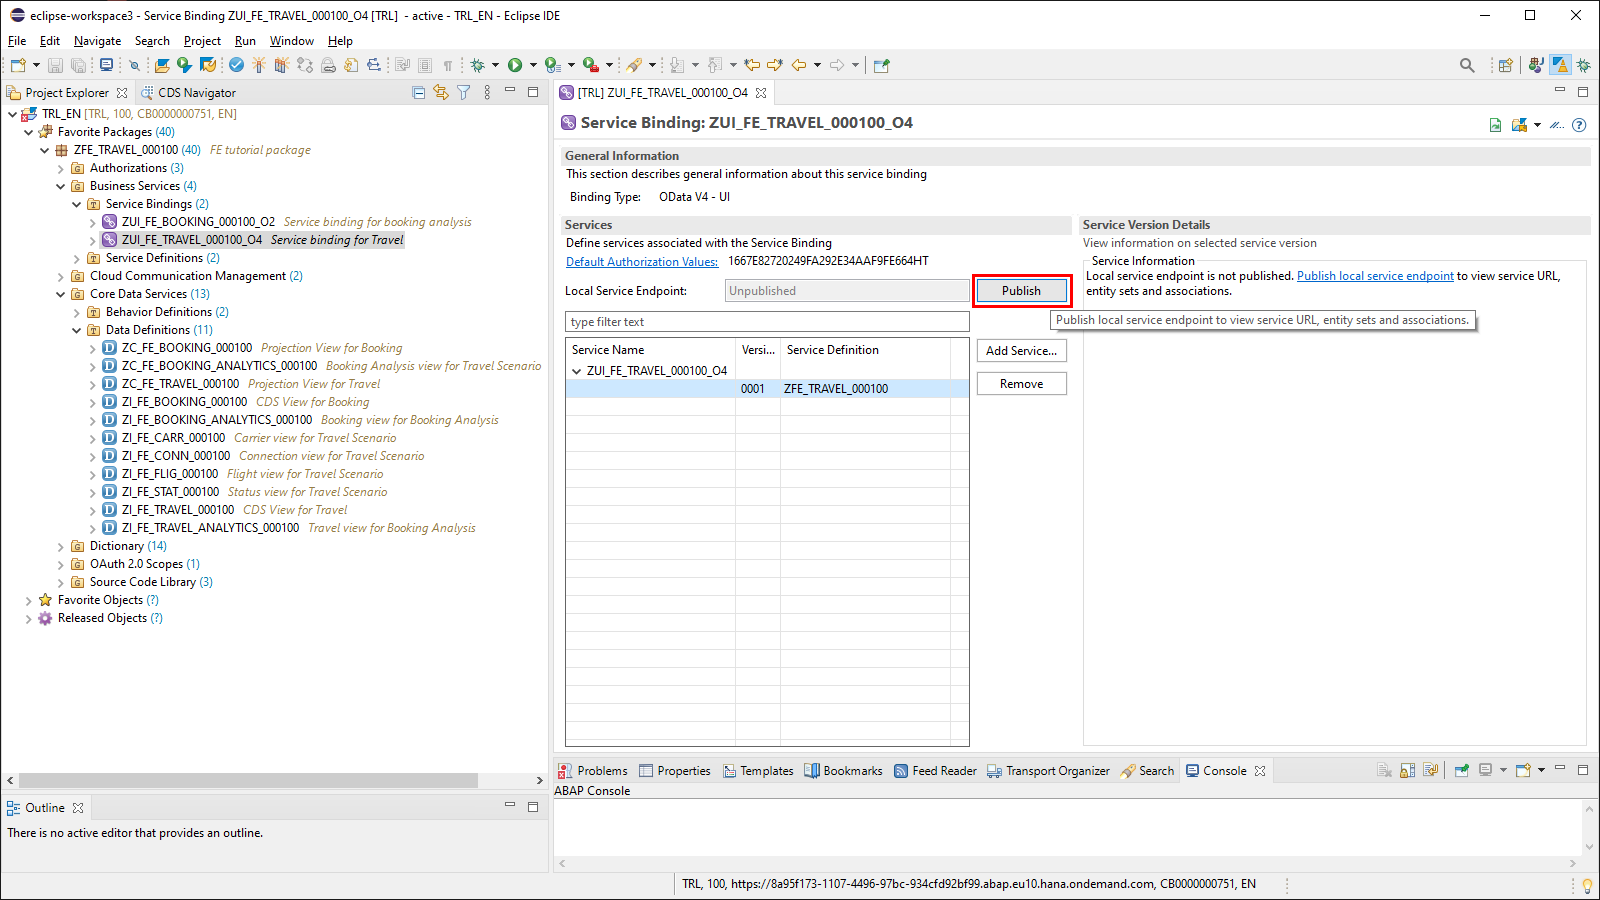 eclipse-workspace3 - Service Binding ZUI_FE_TRAVEL_000100_O4 [TRL]  - active - TRL_EN - Eclipse IDE
File Edit Navigate Search Project Run Window Help
Project Explorer CDS Navigator
TRL_EN [TRL, 100, CB0000000751, EN]
Favorite Packages (40)
ZFE_TRAVEL_000100 (40) FE tutorial package
Authorizations (3)
Business Services (4)
Service Bindings (2)
ZUI_FE_BOOKING_000100_O2 Service binding for booking analysis
ZUI_FE_TRAVEL_000100_O4 Service binding for Travel
Service Definitions (2)
Cloud Communication Management (2)
Core Data Services (13)
Behavior Definitions (2)
Data Definitions (11)
ZC_FE_BOOKING_000100 Projection View for Booking
ZC_FE_BOOKING_ANALYTICS_000100 Booking Analysis view for Travel Scenario
ZC_FE_TRAVEL_000100 Projection View for Travel
ZI_FE_BOOKING_000100 CDS View for Booking
ZI_FE_BOOKING_ANALYTICS_000100 Booking view for Booking Analysis
ZI_FE_CARR_000100 Carrier view for Travel Scenario
ZI_FE_CONN_000100 Connection view for Travel Scenario
ZI_FE_FLIG_000100 Flight view for Travel Scenario
ZI_FE_STAT_000100 Status view for Travel Scenario
ZI_FE_TRAVEL_000100 CDS View for Travel
ZI_FE_TRAVEL_ANALYTICS_000100 Travel view for Booking Analysis
Dictionary (14)
OAuth 2.0 Scopes (1)
Source Code Library (3)
Favorite Objects (?)
Released Objects (?)
Outline
There is no active editor that provides an outline.
[TRL] ZUI_FE_TRAVEL_000100_O4
Service Binding: ZUI_FE_TRAVEL_000100_O4
General Information
This section describes general information about this service binding
Binding Type: OData V4 - UI
Services
Define services associated with the Service Binding
Default Authorization Values: 1667E82720249FA292E34AAF9FE664HT
Local Service Endpoint: Unpublished Publish
type filter text
Service Name Versi... Service Definition
ZUI_FE_TRAVEL_000100_O4
0001 ZFE_TRAVEL_000100
Add Service...
Remove
Service Version Details
View information on selected service version
Service Information
Local service endpoint is not published. Publish local service endpoint to view service URL,
entity sets and associations.
Publish local service endpoint to view service URL, entity sets and associations.
Problems Properties Templates Bookmarks Feed Reader Transport Organizer Search Console
ABAP Console
TRL, 100, https://8a95f173-1107-4496-97bc-934cfd92bf99.abap.eu10.hana.ondemand.com, CB0000000751, EN